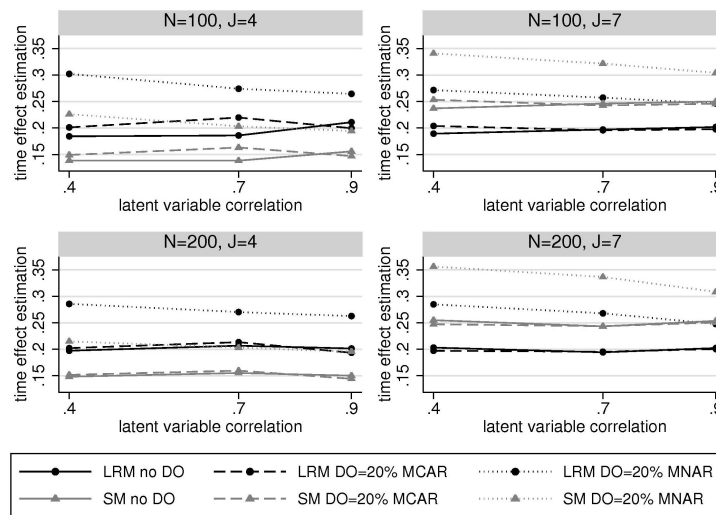 N=100, J=4
time effect estimation
.35
.3
.25
.2
.15
.4
.7
.9
latent variable correlation
N=100, J=7
time effect estimation
.35
.3
.25
.2
.15
.4
.7
.9
latent variable correlation
N=200, J=4
time effect estimation
.35
.3
.25
.2
.15
.4
.7
.9
latent variable correlation
N=200, J=7
time effect estimation
.35
.3
.25
.2
.15
.4
.7
.9
latent variable correlation
LRM no DO
LRM DO=20% MCAR
LRM DO=20% MNAR
SM no DO
SM DO=20% MCAR
SM DO=20% MNAR